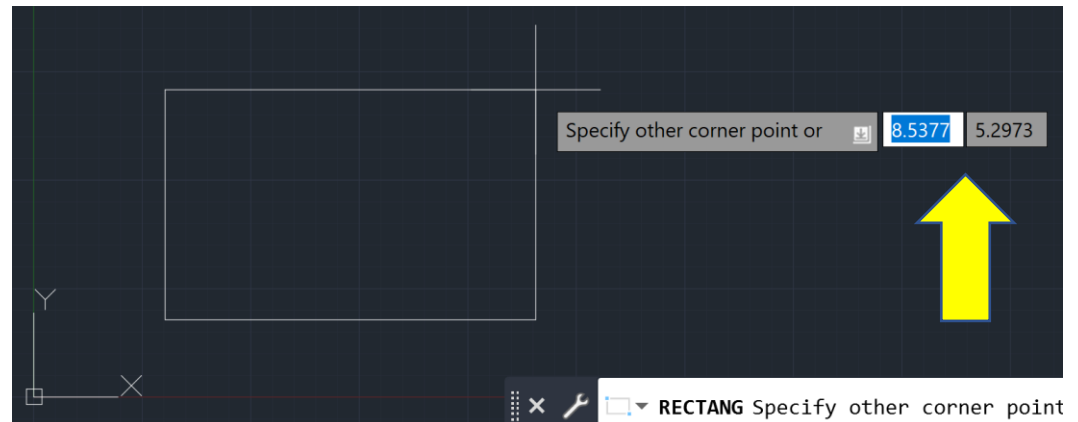 Specify other corner point or 8.5377 5.2973
Y
X
RECTANG Specify other corner point